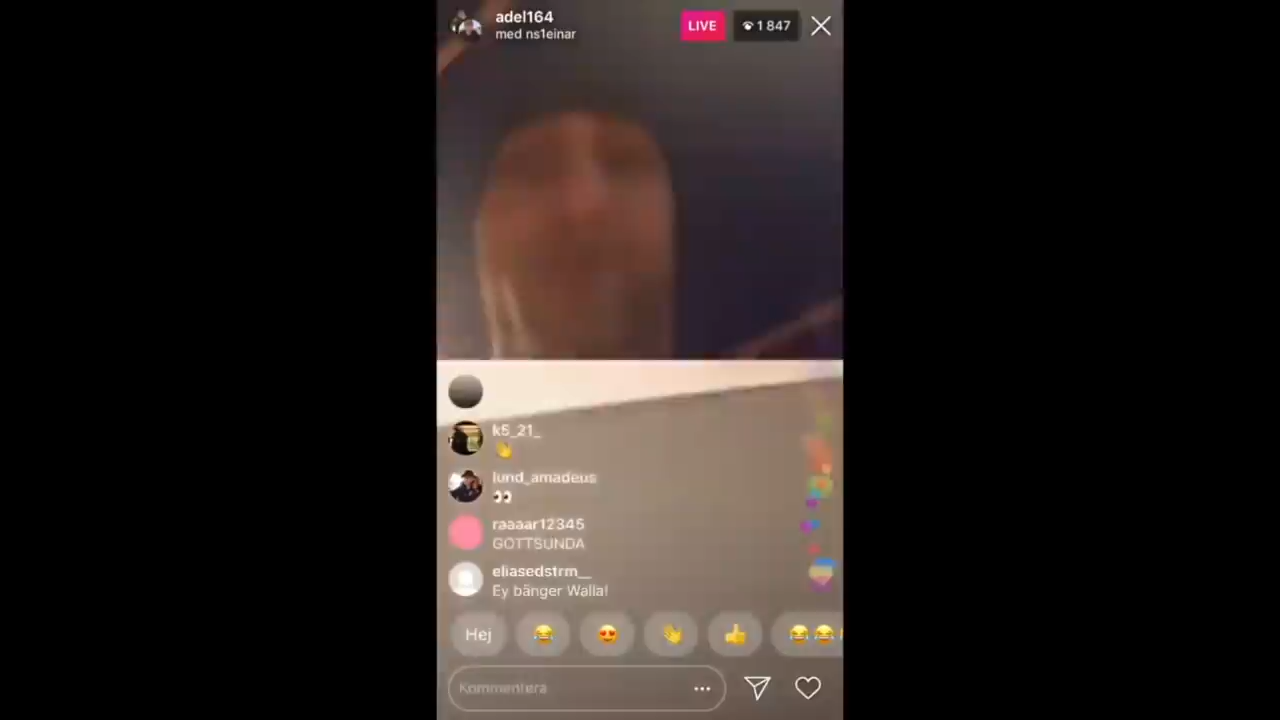 adel164
med ns1einar
LIVE
1 847
k5_21_
lund_amadeus
raaaar12345
GOTTSUNDA
eliasedstrm__
Ey bänger Walla!
Hej
Kommentera